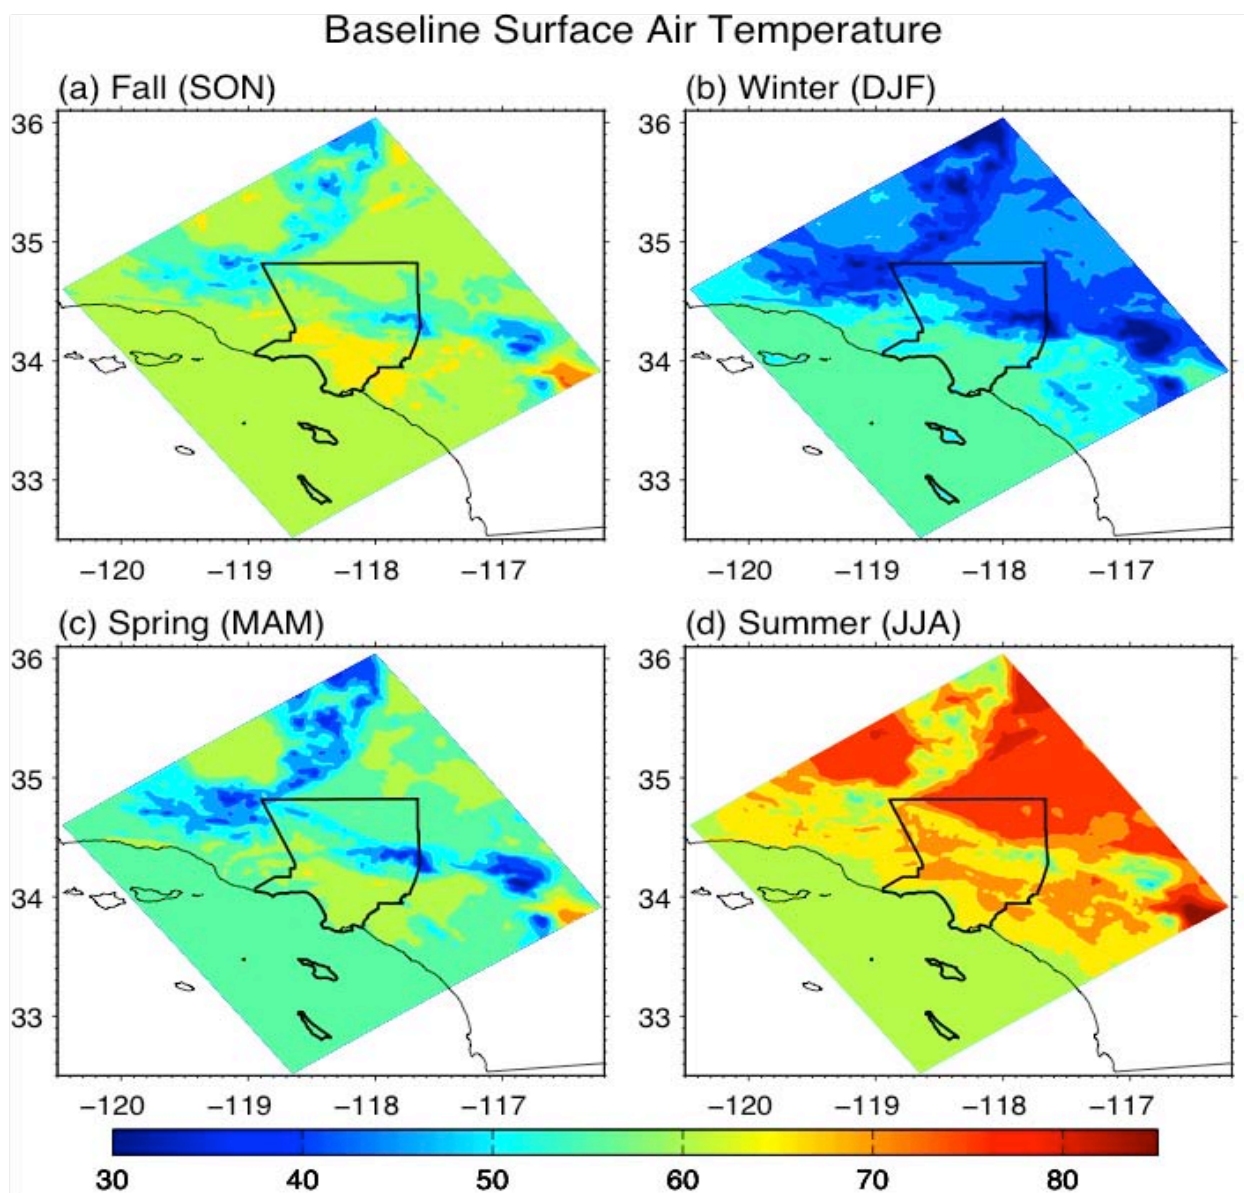 Baseline Surface Air Temperature
(a) Fall (SON)
(b) Winter (DJF)
36
35
34
33
−120 −119 −118 −117
36
35
34
33
−120 −119 −118 −117
(c) Spring (MAM)
(d) Summer (JJA)
36
35
34
33
−120 −119 −118 −117
36
35
34
33
−120 −119 −118 −117
30 40 50 60 70 80